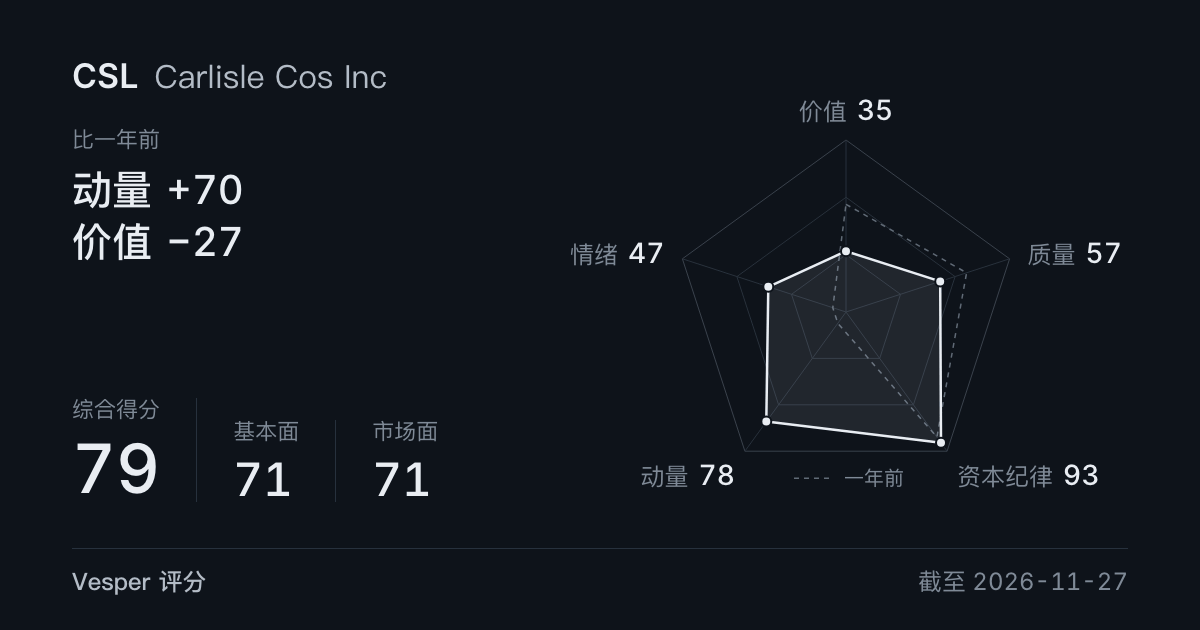 CSL Carlisle Cos Inc
比一年前
动量 +70
价值 −27
价值 35
质量 57
情绪 47
动量 78
---- 一年前
资本纪律 93
综合得分
79
基本面
71
市场面
71
Vesper 评分
截至 2026-11-27